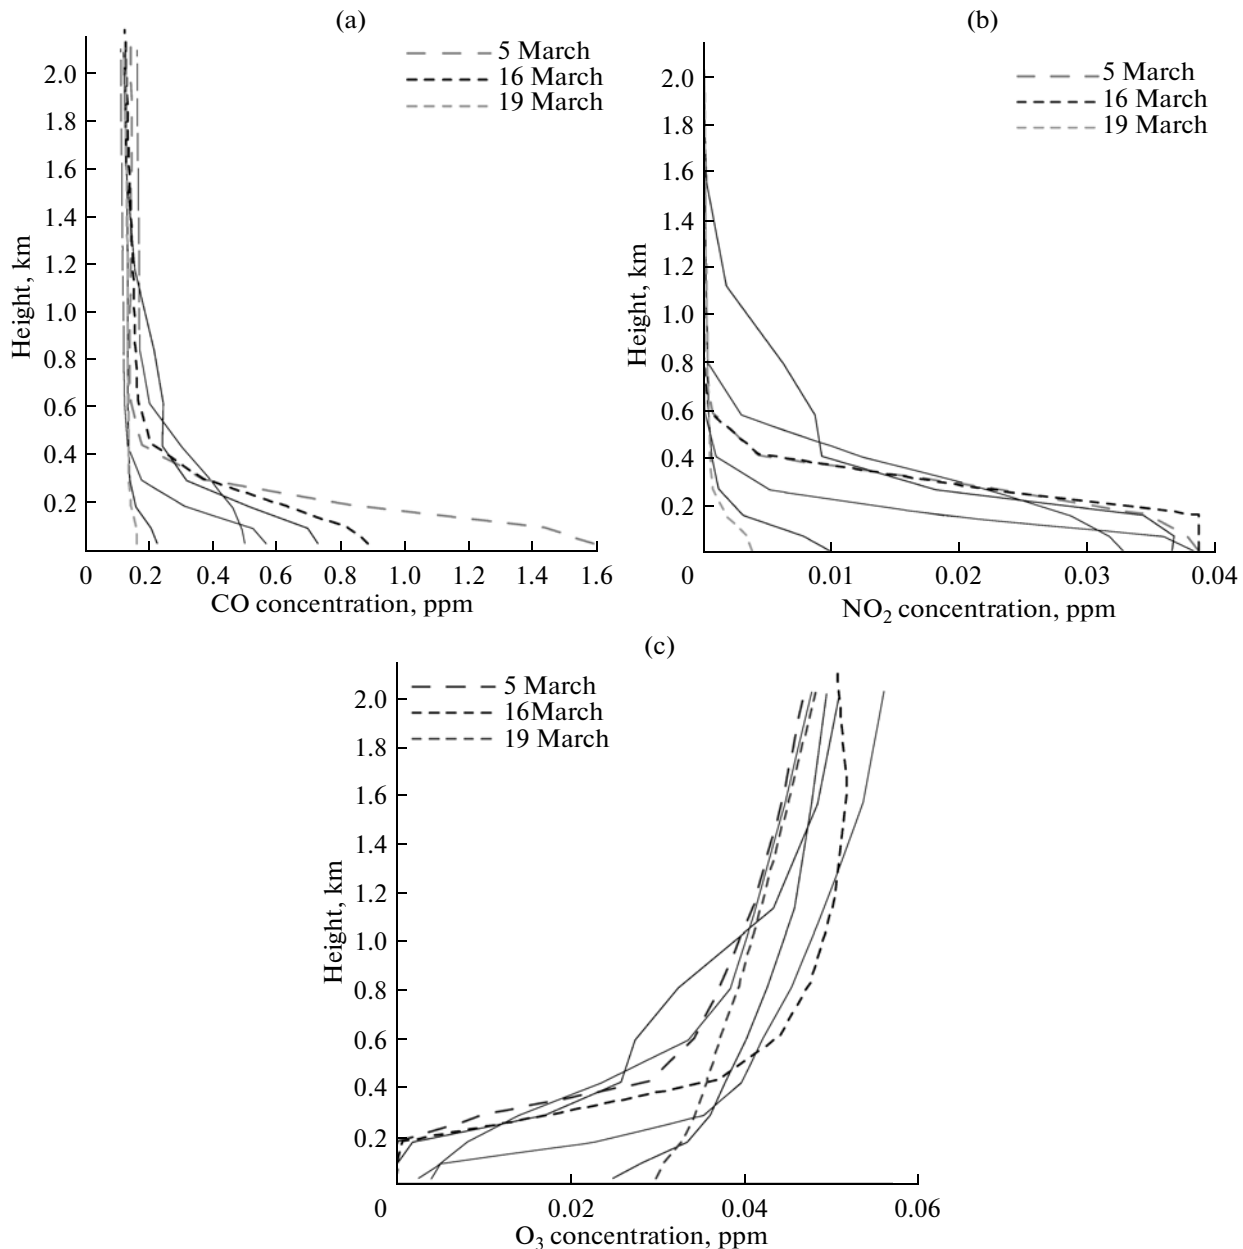 (a)
5 March
16 March
19 March
2.0
1.8
1.6
1.4
1.2
1.0
0.8
0.6
0.4
0.2
Height, km
0 0.2 0.4 0.6 0.8 1.0 1.2 1.4 1.6
CO concentration, ppm
(b)
5 March
16 March
19 March
2.0
1.8
1.6
1.4
1.2
1.0
0.8
0.6
0.4
0.2
Height, km
0 0.01 0.02 0.03 0.04
NO₂ concentration, ppm
(c)
5 March
16March
19 March
2.0
1.8
1.6
1.4
1.2
1.0
0.8
0.6
0.4
0.2
Height, km
0 0.02 0.04 0.06
O₃ concentration, ppm